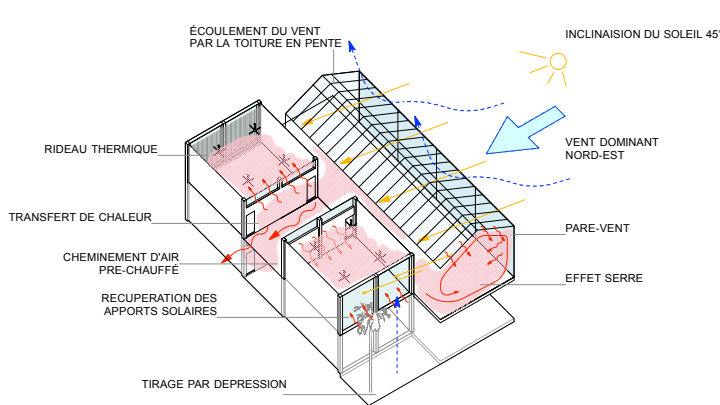 ÉCOULEMENT DU VENT
PAR LA TOITURE EN PENTE
INCLINAISION DU SOLEIL 45°
RIDEAU THERMIQUE
VENT DOMINANT
NORD-EST
TRANSFERT DE CHALEUR
PARE-VENT
CHEMINEMENT D'AIR
PRE-CHAUFFÉ
EFFET SERRE
RECUPERATION DES
APPORTS SOLAIRES
TIRAGE PAR DEPRESSION